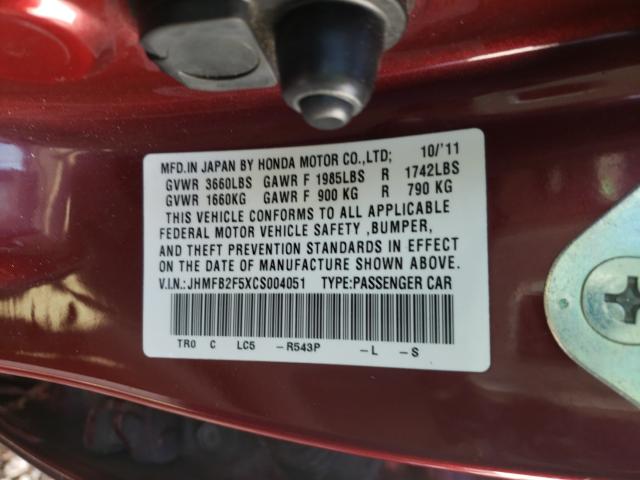 MFD.IN JAPAN BY HONDA MOTOR CO.,LTD; 10/'11
GVWR 3660LBS GAWR F 1985LBS R 1742LBS
GVWR 1660KG GAWR F 900 KG R 790 KG
THIS VEHICLE CONFORMS TO ALL APPLICABLE
FEDERAL MOTOR VEHICLE SAFETY ,BUMPER,
AND THEFT PREVENTION STANDARDS IN EFFECT
ON THE DATE OF MANUFACTURE SHOWN ABOVE.
V.I.N.: JHMFB2F5XCS004051 TYPE:PASSENGER CAR
TR0 C LC5 -R543P -L -S